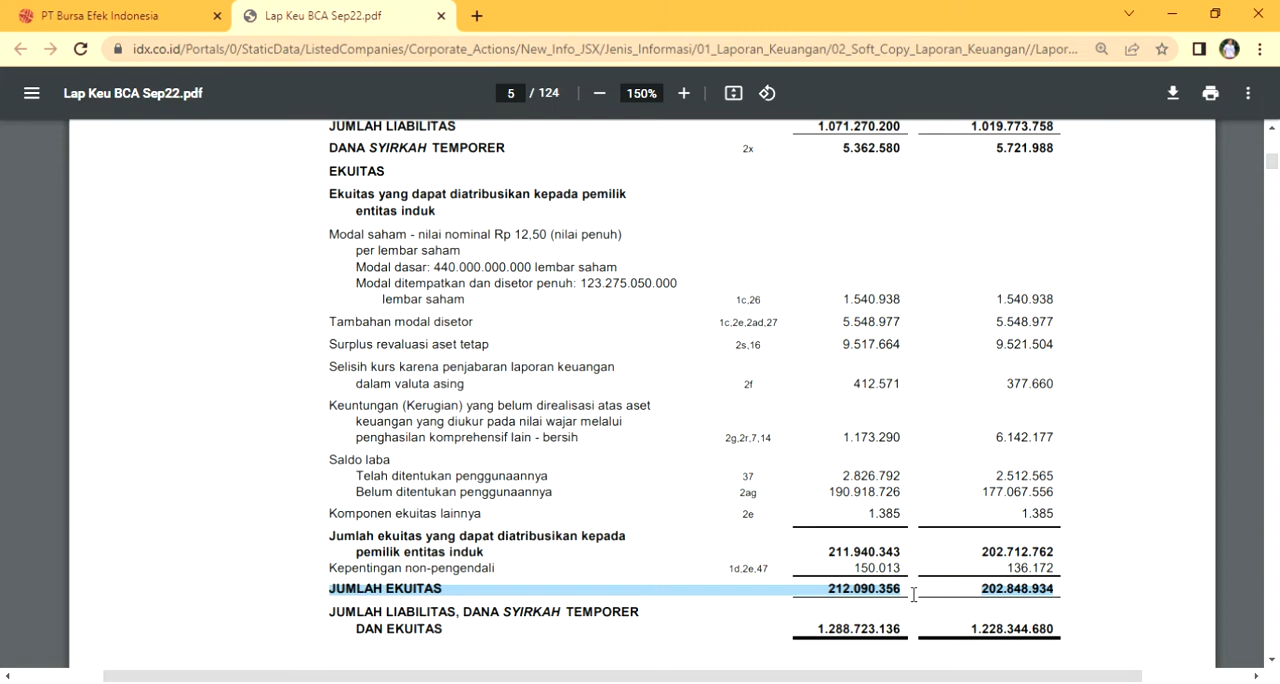 PT Bursa Efek Indonesia
Lap Keu BCA Sep22.pdf
idx.co.id/Portals/0/StaticData/ListedCompanies/Corporate_Actions/New_Info_JSX/Jenis_Informasi/01_Laporan_Keuangan/02_Soft_Copy_Laporan_Keuangan//Lapor...
Lap Keu BCA Sep22.pdf 5 / 124 150%
JUMLAH LIABILITAS 1.071.270.200 1.019.773.758
DANA SYIRKAH TEMPORER 2x 5.362.580 5.721.988
EKUITAS
Ekuitas yang dapat diatribusikan kepada pemilik
entitas induk
Modal saham - nilai nominal Rp 12,50 (nilai penuh)
per lembar saham
Modal dasar: 440.000.000.000 lembar saham
Modal ditempatkan dan disetor penuh: 123.275.050.000
lembar saham 1c,26 1.540.938 1.540.938
Tambahan modal disetor 1c,2e,2ad,27 5.548.977 5.548.977
Surplus revaluasi aset tetap 2s,16 9.517.664 9.521.504
Selisih kurs karena penjabaran laporan keuangan
dalam valuta asing 2f 412.571 377.660
Keuntungan (Kerugian) yang belum direalisasi atas aset
keuangan yang diukur pada nilai wajar melalui
penghasilan komprehensif lain - bersih 2g,2r,7,14 1.173.290 6.142.177
Saldo laba
Telah ditentukan penggunaannya 37 2.826.792 2.512.565
Belum ditentukan penggunaannya 2ag 190.918.726 177.067.556
Komponen ekuitas lainnya 2e 1.385 1.385
Jumlah ekuitas yang dapat diatribusikan kepada
pemilik entitas induk 211.940.343 202.712.762
Kepentingan non-pengendali 1d,2e,47 150.013 136.172
JUMLAH EKUITAS 212.090.356 202.848.934
JUMLAH LIABILITAS, DANA SYIRKAH TEMPORER
DAN EKUITAS 1.288.723.136 1.228.344.680